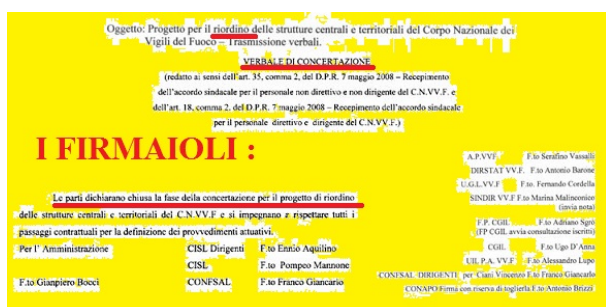 Oggetto: Progetto per il riordino delle strutture centrali e territoriali del Corpo Nazionale dei
Vigili del Fuoco – Trasmissione verbali.
VERBALE DI CONCERTAZIONE
(redatto ai sensi dell'art. 35, comma 2, del D.P.R. 7 maggio 2008 – Recepimento
dell'accordo sindacale per il personale non direttivo e non dirigente del C.N.VV.F. e
dell'art. 18, comma 2, del D.P.R. 7 maggio 2008 – Recepimento dell'accordo sindacale
per il personale direttivo e dirigente del C.N.VV.F.)
I FIRMAIOLI :
Le parti dichiarano chiusa la fase della concertazione per il progetto di riordino
delle strutture centrali e territoriali del C.N.VV.F e si impegnano a rispettare tutti i
passaggi contrattuali per la definizione dei provvedimenti attuativi.
Per l' Amministrazione CISL Dirigenti F.to Ennio Aquilino
CISL F.to Pompeo Mannone
F.to Gianpiero Bocci CONFSAL F.to Franco Giancarlo
A.P.VVF F.to Serafino Vassalli
DIRSTAT VV.F. F.to Antonio Barone
U.G.L.VV.F F.to. Fernando Cordella
SINDIR VV.F F.to Marina Malinconico
(invia nota)
F.P. CGIL F.to Adriano Sgrò
(FP CGIL avvia consultazione iscritti)
CGIL F.to Ugo D'Anna
UIL P.A. VV.F F.to Alessandro Lupo
CONFSAL DIRIGENTI per Ciani Vincenzo F.to Franco Giancarlo
CONAPO Firma con riserva di toglierla F.to Antonio Brizzi